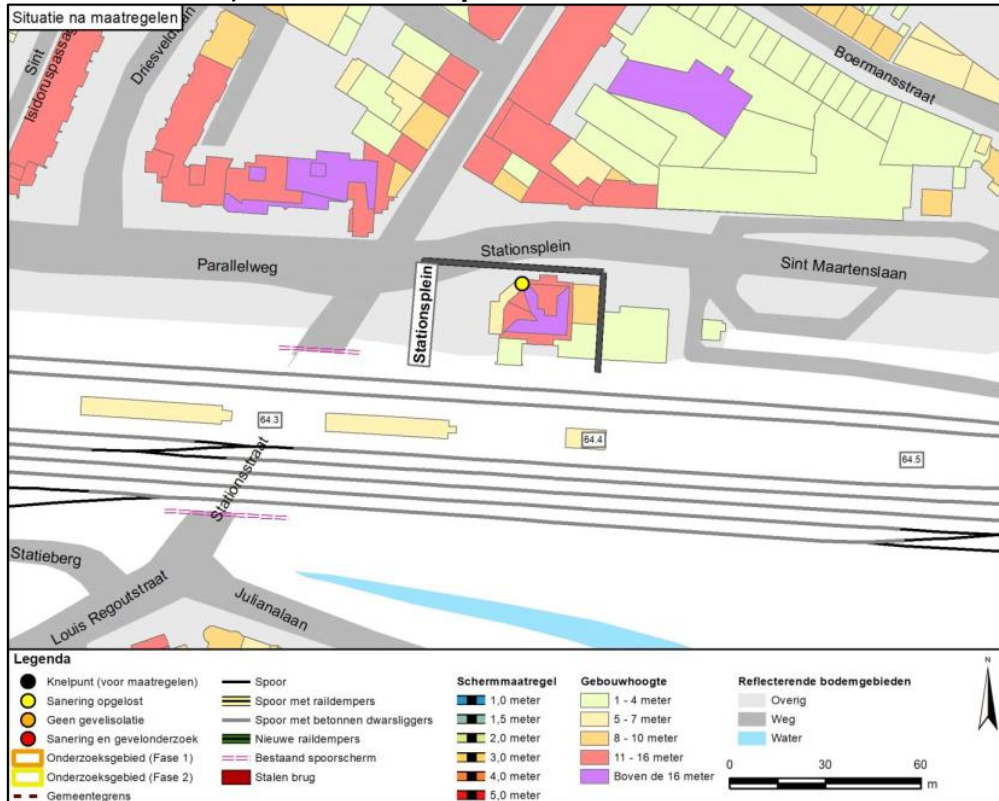 Situatie na maatregelen
Sint
Isidoruspassage
Driesveldlaan
Boermansstraat
Parallelweg
Stationsplein
Sint Maartenslaan
Stationsplein
64.3
64.4
64.5
Stationsstraat
Statieberg
Louis Regoutstraat
Julianalaan
Legenda
Knelpunt (voor maatregelen)
Sanering opgelost
Geen gevelisolatie
Sanering en gevelonderzoek
Onderzoeksgebied (Fase 1)
Onderzoeksgebied (Fase 2)
Gemeentegrens
Spoor
Spoor met raildempers
Spoor met betonnen dwarsliggers
Nieuwe raildempers
Bestaand spoorscherm
Stalen brug
Schermmaatregel
1,0 meter
1,5 meter
2,0 meter
3,0 meter
4,0 meter
5,0 meter
Gebouwhoogte
1 - 4 meter
5 - 7 meter
8 - 10 meter
11 - 16 meter
Boven de 16 meter
Reflecterende bodemgebieden
Overig
Weg
Water
N
0 30 60
m